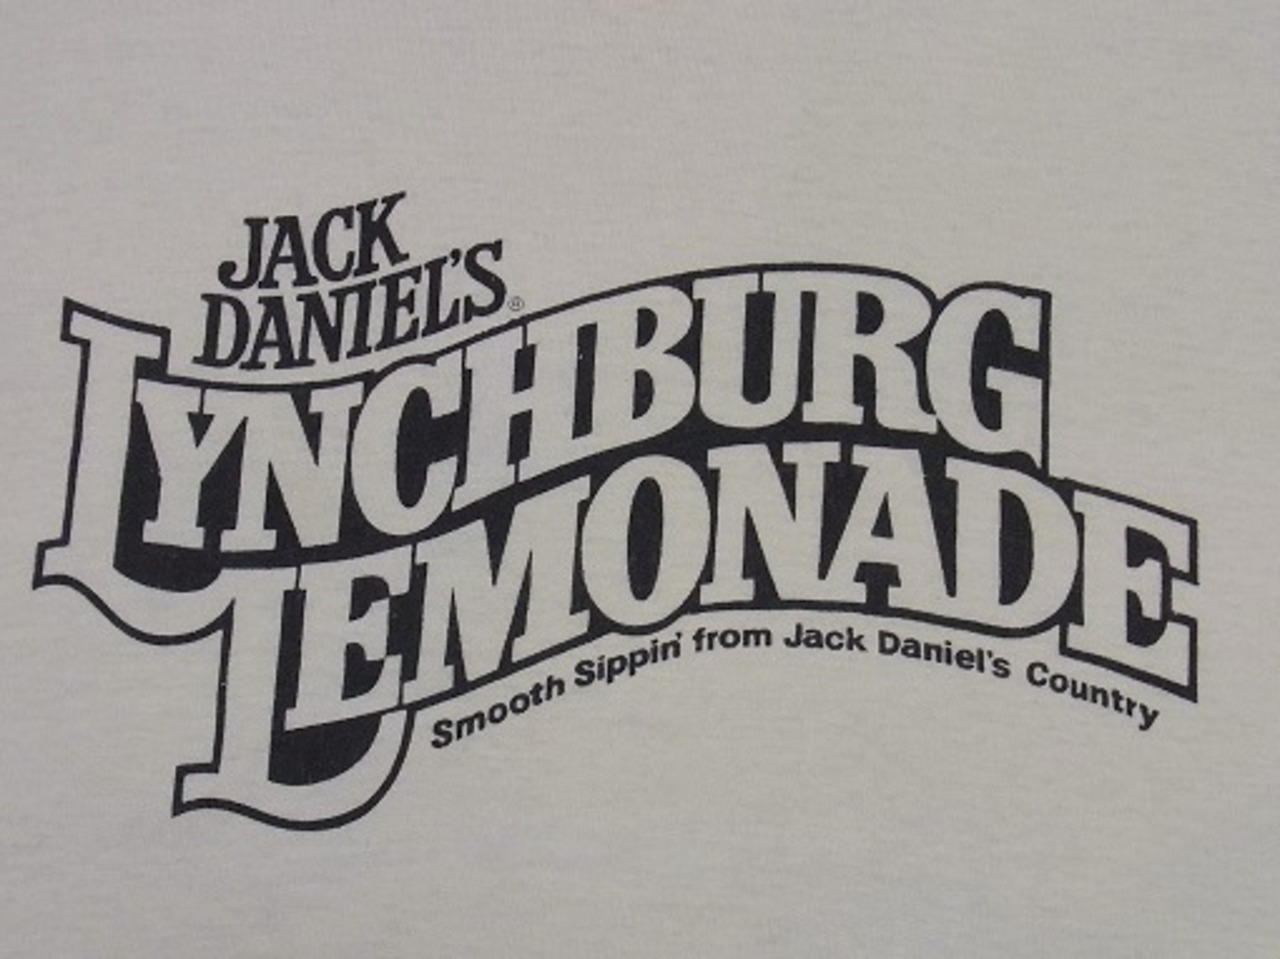 JACK
DANIEL'S®
LYNCHBURG
LEMONADE
Smooth Sippin' from Jack Daniel's Country